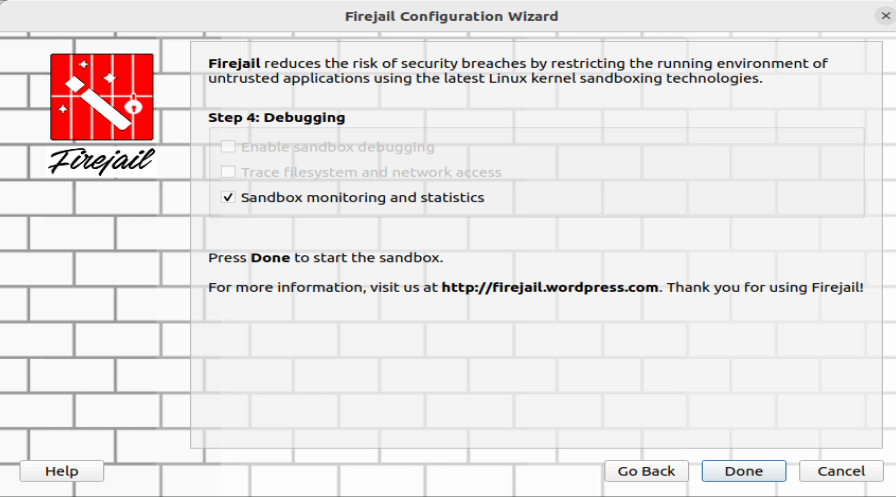 Firejail Configuration Wizard
Firejail reduces the risk of security breaches by restricting the running environment of
untrusted applications using the latest Linux kernel sandboxing technologies.
Firejail
Step 4: Debugging
Enable sandbox debugging
Trace filesystem and network access
Sandbox monitoring and statistics
Press Done to start the sandbox.
For more information, visit us at http://firejail.wordpress.com. Thank you for using Firejail!
Help
Go Back
Done
Cancel